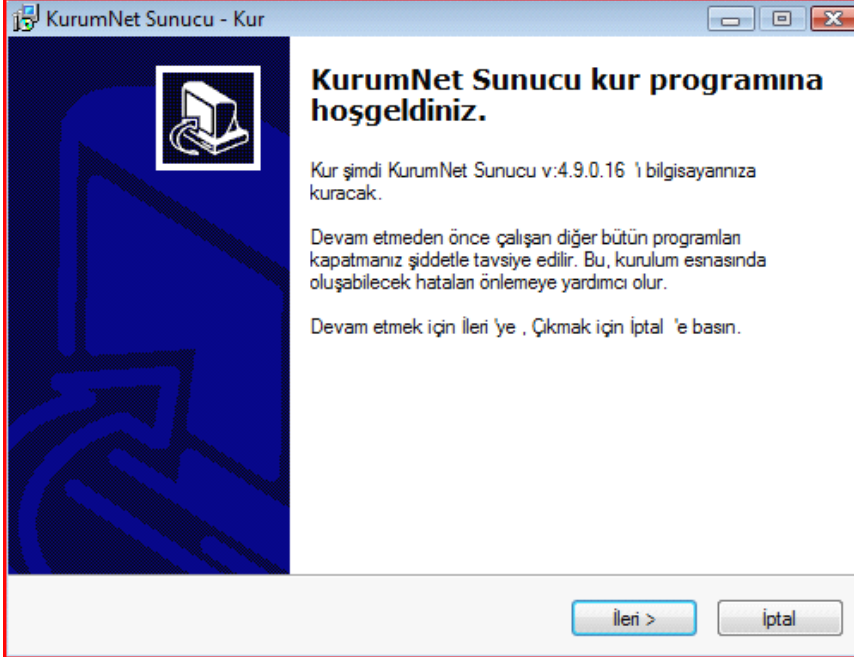 KurumNet Sunucu - Kur
KurumNet Sunucu kur programına
hoşgeldiniz.
Kur şimdi KurumNet Sunucu v:4.9.0.16 'ı bilgisayarınıza
kuracak.
Devam etmeden önce çalışan diğer bütün programları
kapatmanız şiddetle tavsiye edilir. Bu, kurulum esnasında
oluşabilecek hataları önlemeye yardımcı olur.
Devam etmek için İleri 'ye , Çıkmak için İptal 'e basın.
İleri >
İptal